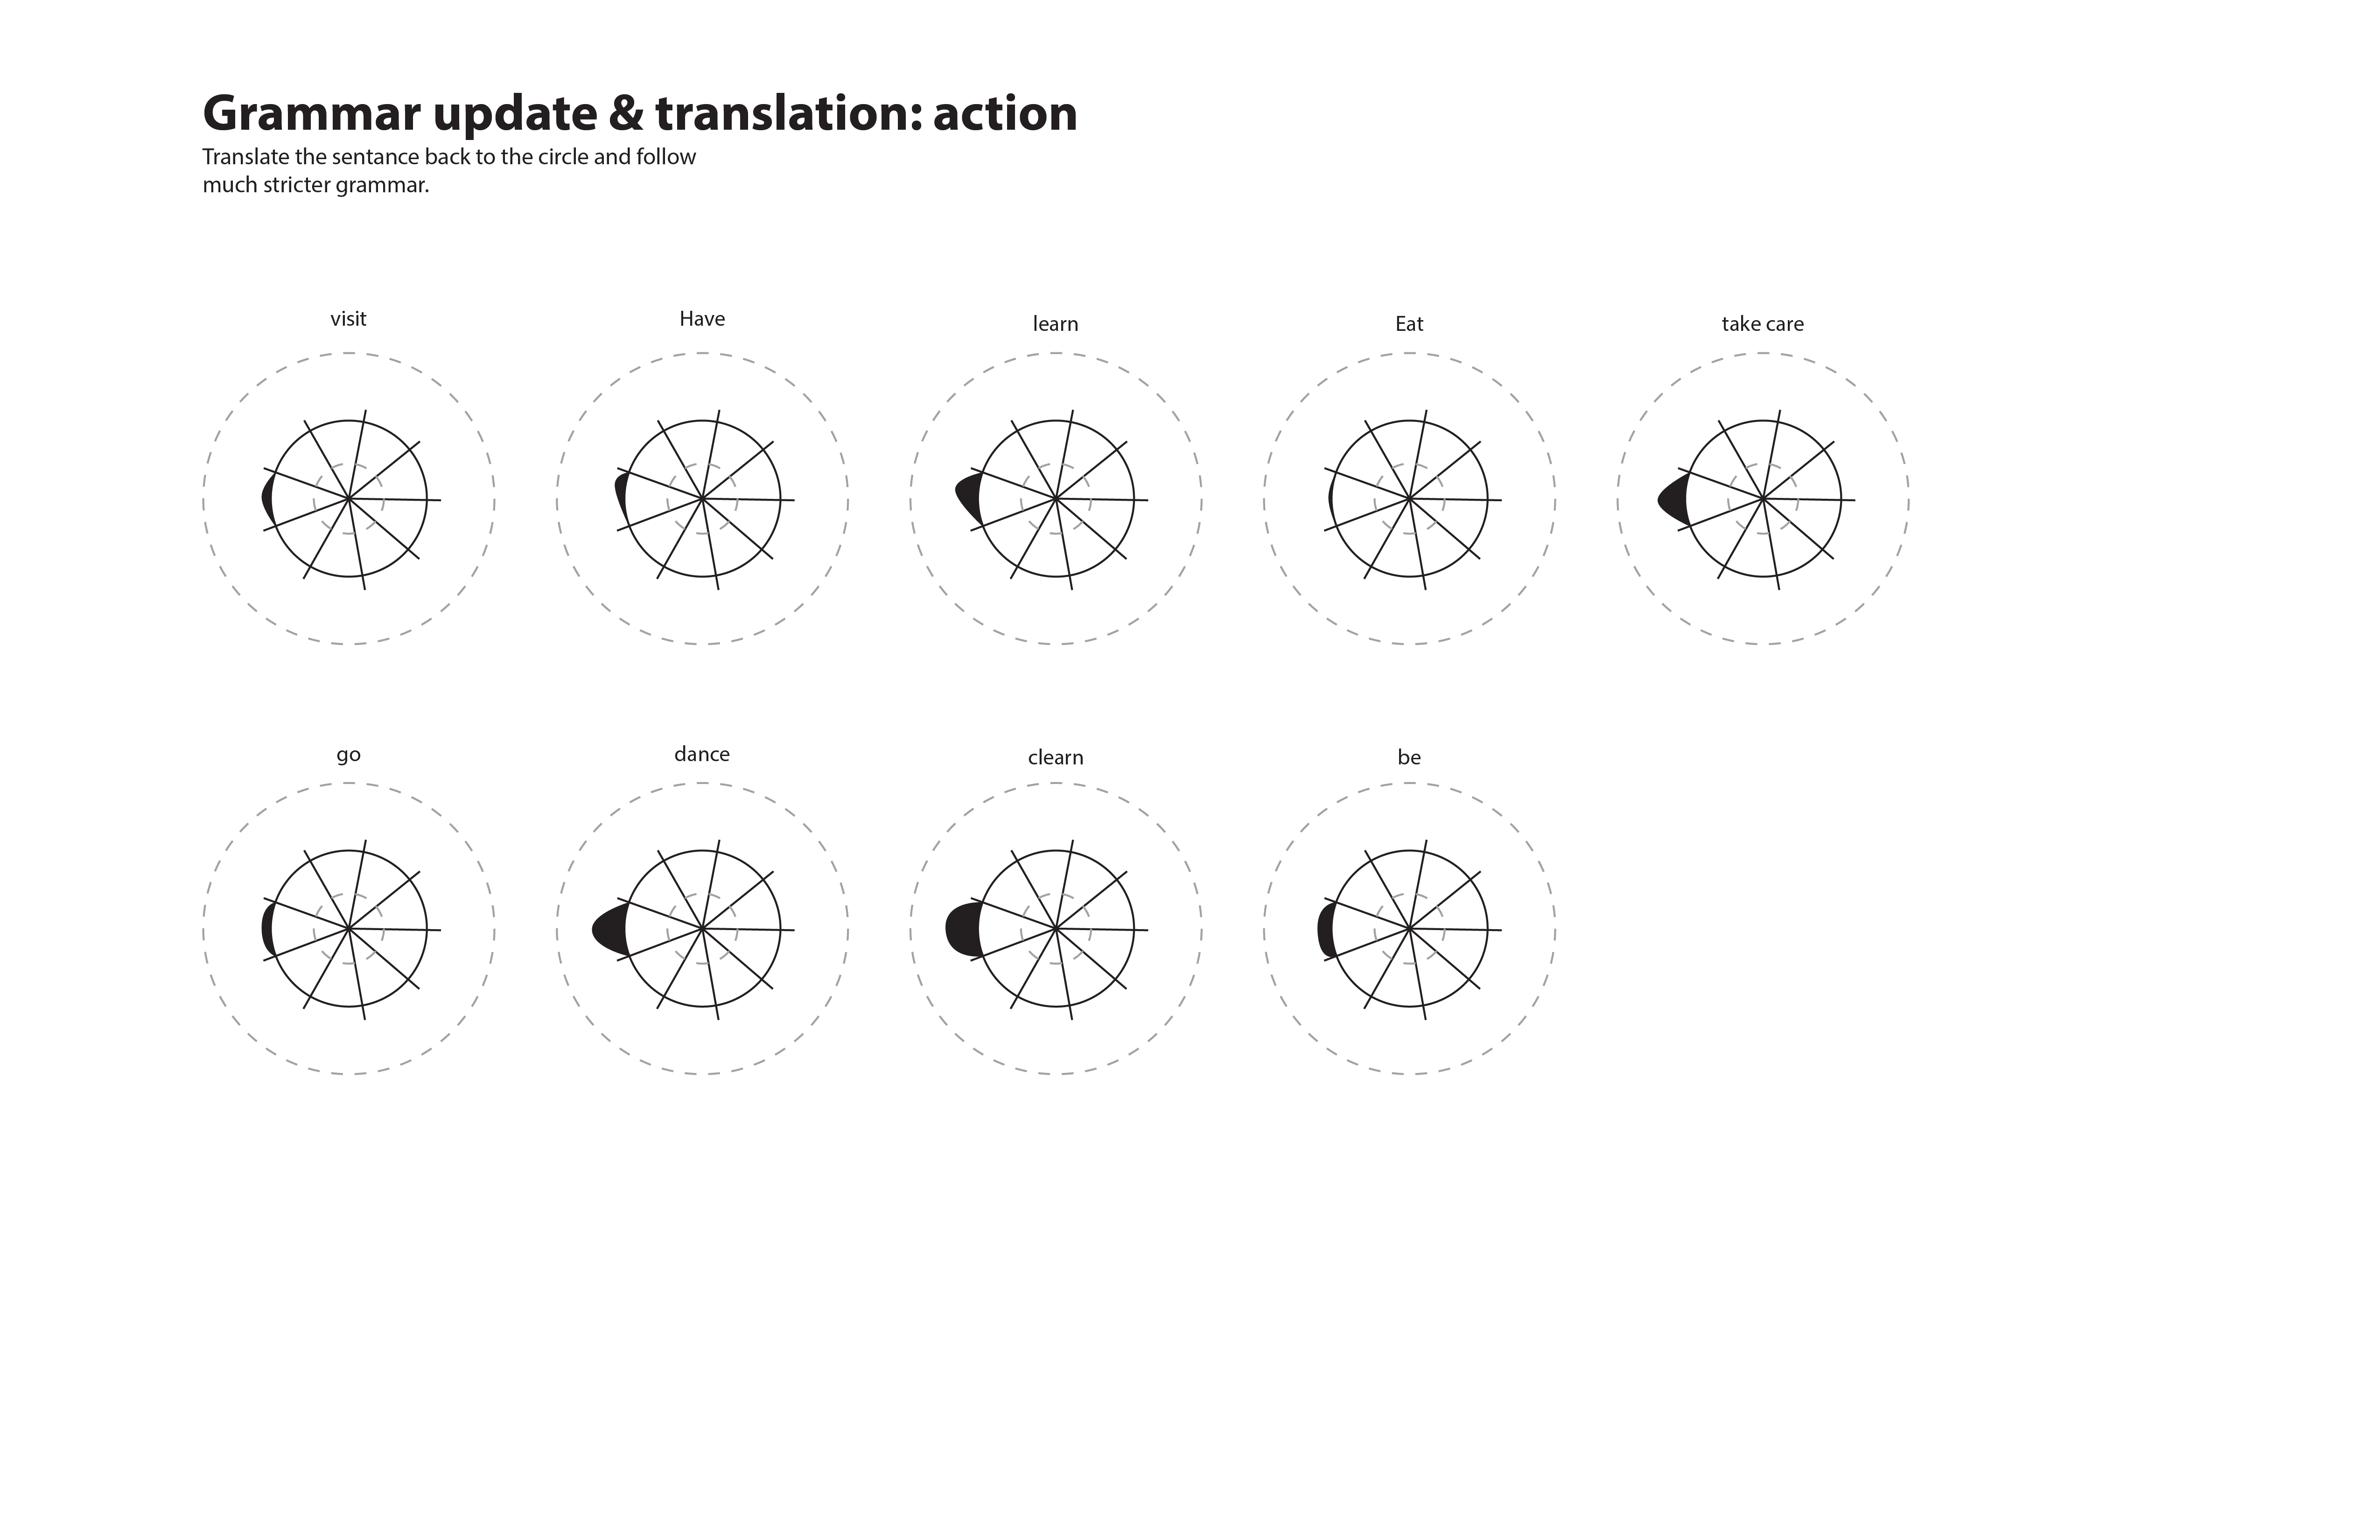 Grammar update & translation: action
Translate the sentance back to the circle and follow
much stricter grammar.
visit
Have
learn
Eat
take care
go
dance
clearn
be